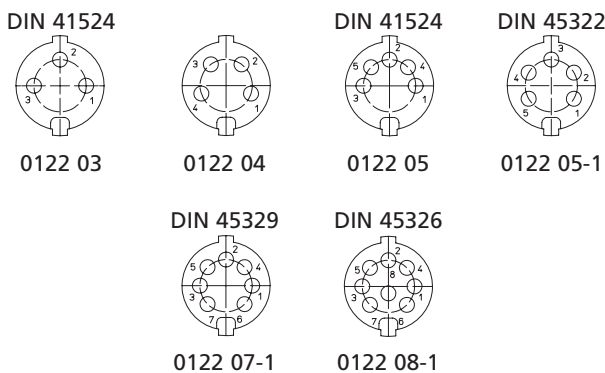 DIN 41524 DIN 41524 DIN 45322
2 3 1
3 2 4 1
2 5 4 3 1
3 4 2 5 1
0122 03 0122 04 0122 05 0122 05-1
DIN 45329 DIN 45326
2 5 4 3 1 7 6
2 5 4 8 3 1 7 6
0122 07-1 0122 08-1